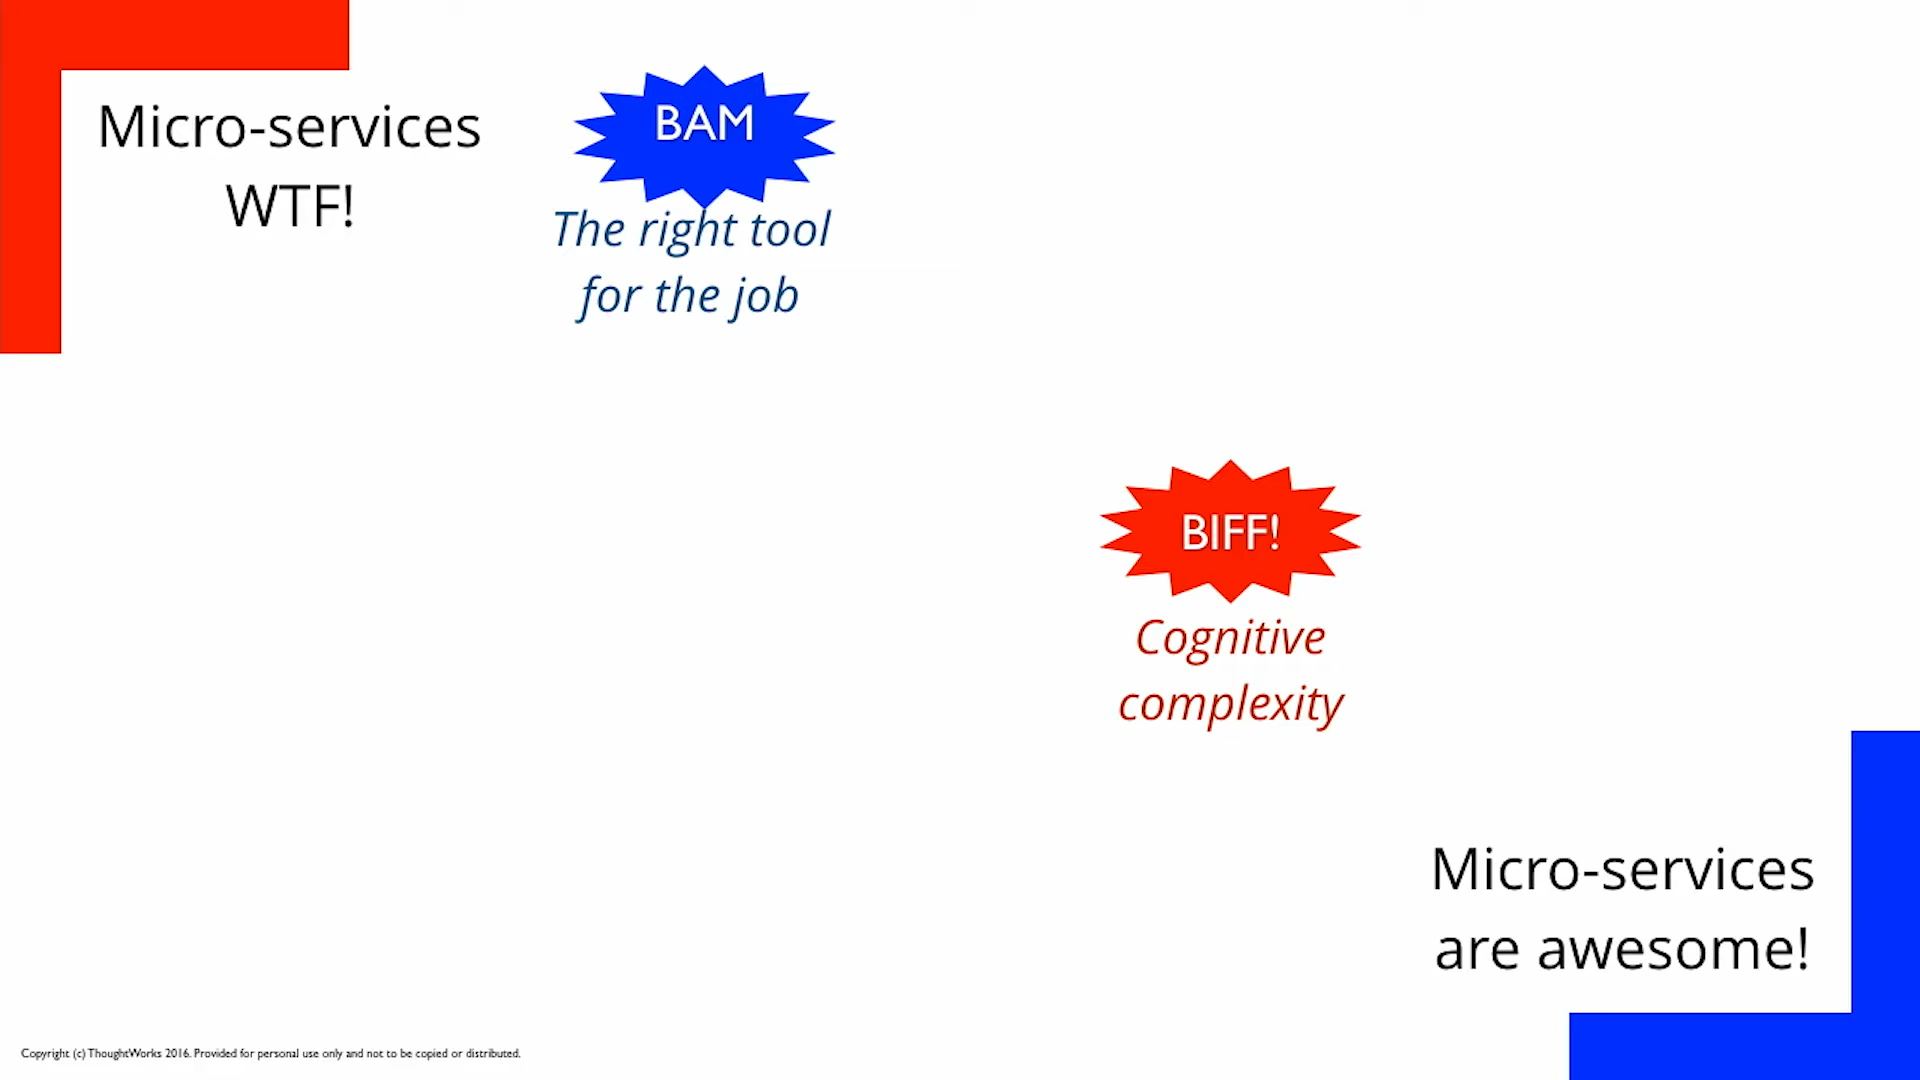 Micro-services
WTF!
BAM
The right tool
for the job
BIFF!
Cognitive
complexity
Micro-services
are awesome!
Copyright (c) ThoughtWorks 2016. Provided for personal use only and not to be copied or distributed.